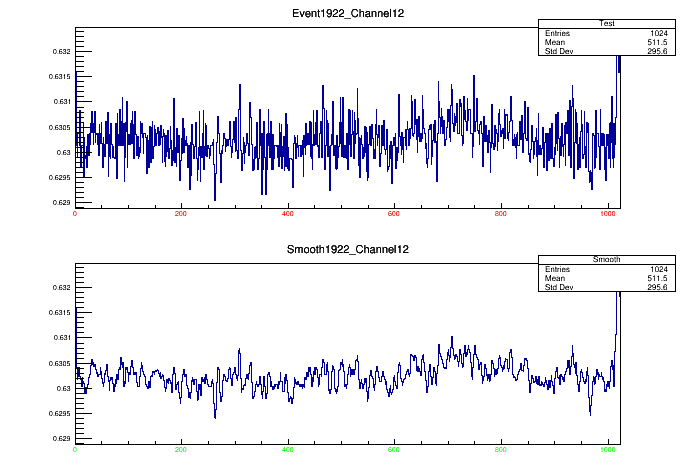 Event1922_Channel12
Test
Entries 1024
Mean 511.5
Std Dev 295.6
0.632
0.6315
0.631
0.6305
0.63
0.6295
0.629
0 200 400 600 800 1000
Smooth1922_Channel12
Smooth
Entries 1024
Mean 511.5
Std Dev 295.6
0.632
0.6315
0.631
0.6305
0.63
0.6295
0.629
0 200 400 600 800 1000